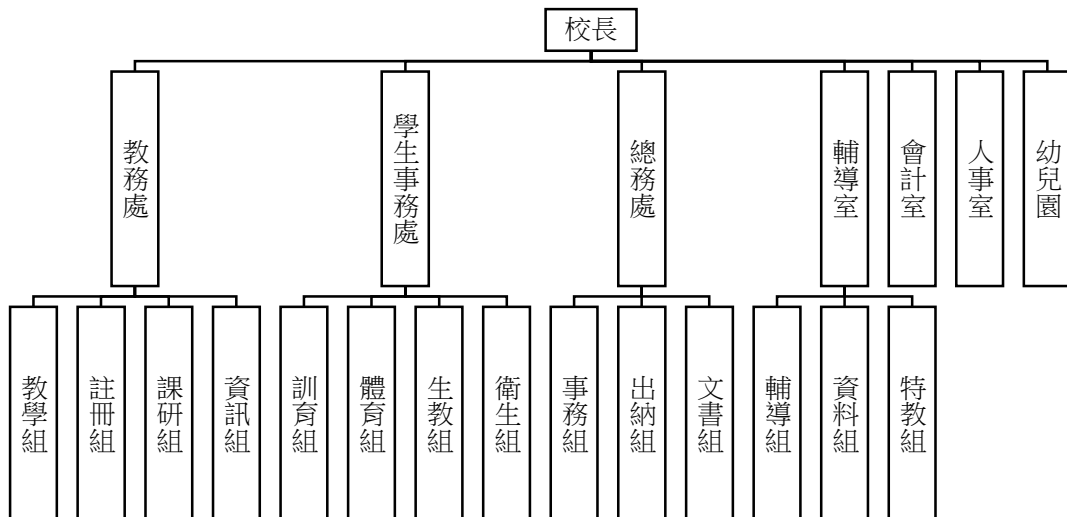 校長
教務處
學生事務處
總務處
輔導室
會計室
人事室
幼兒園
教學組
註冊組
課研組
資訊組
訓育組
體育組
生教組
衛生組
事務組
出納組
文書組
輔導組
資料組
特教組